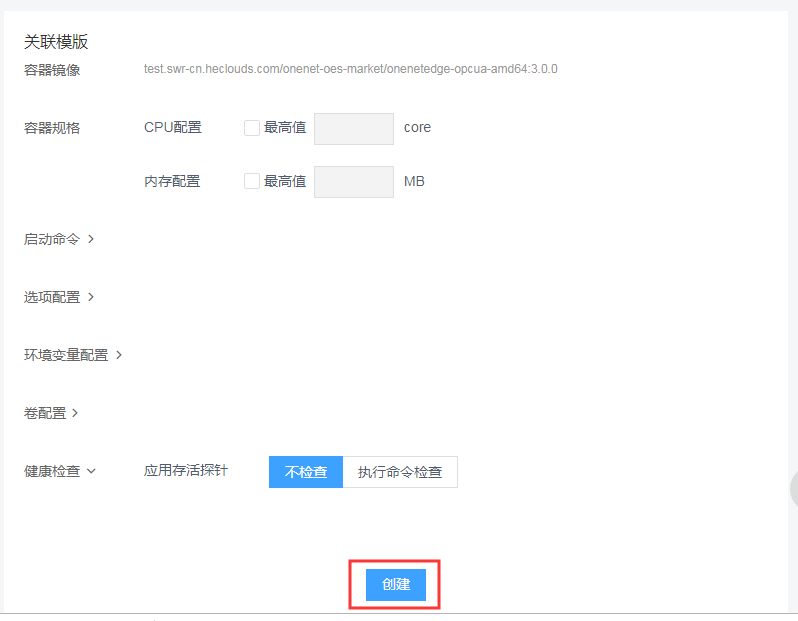 关联模版
容器镜像 test.swr-cn.heclouds.com/onenet-oes-market/onenetedge-opcua-amd64:3.0.0
容器规格 CPU配置 最高值 core
内存配置 最高值 MB
启动命令
选项配置
环境变量配置
卷配置
健康检查 应用存活探针 不检查 执行命令检查
创建